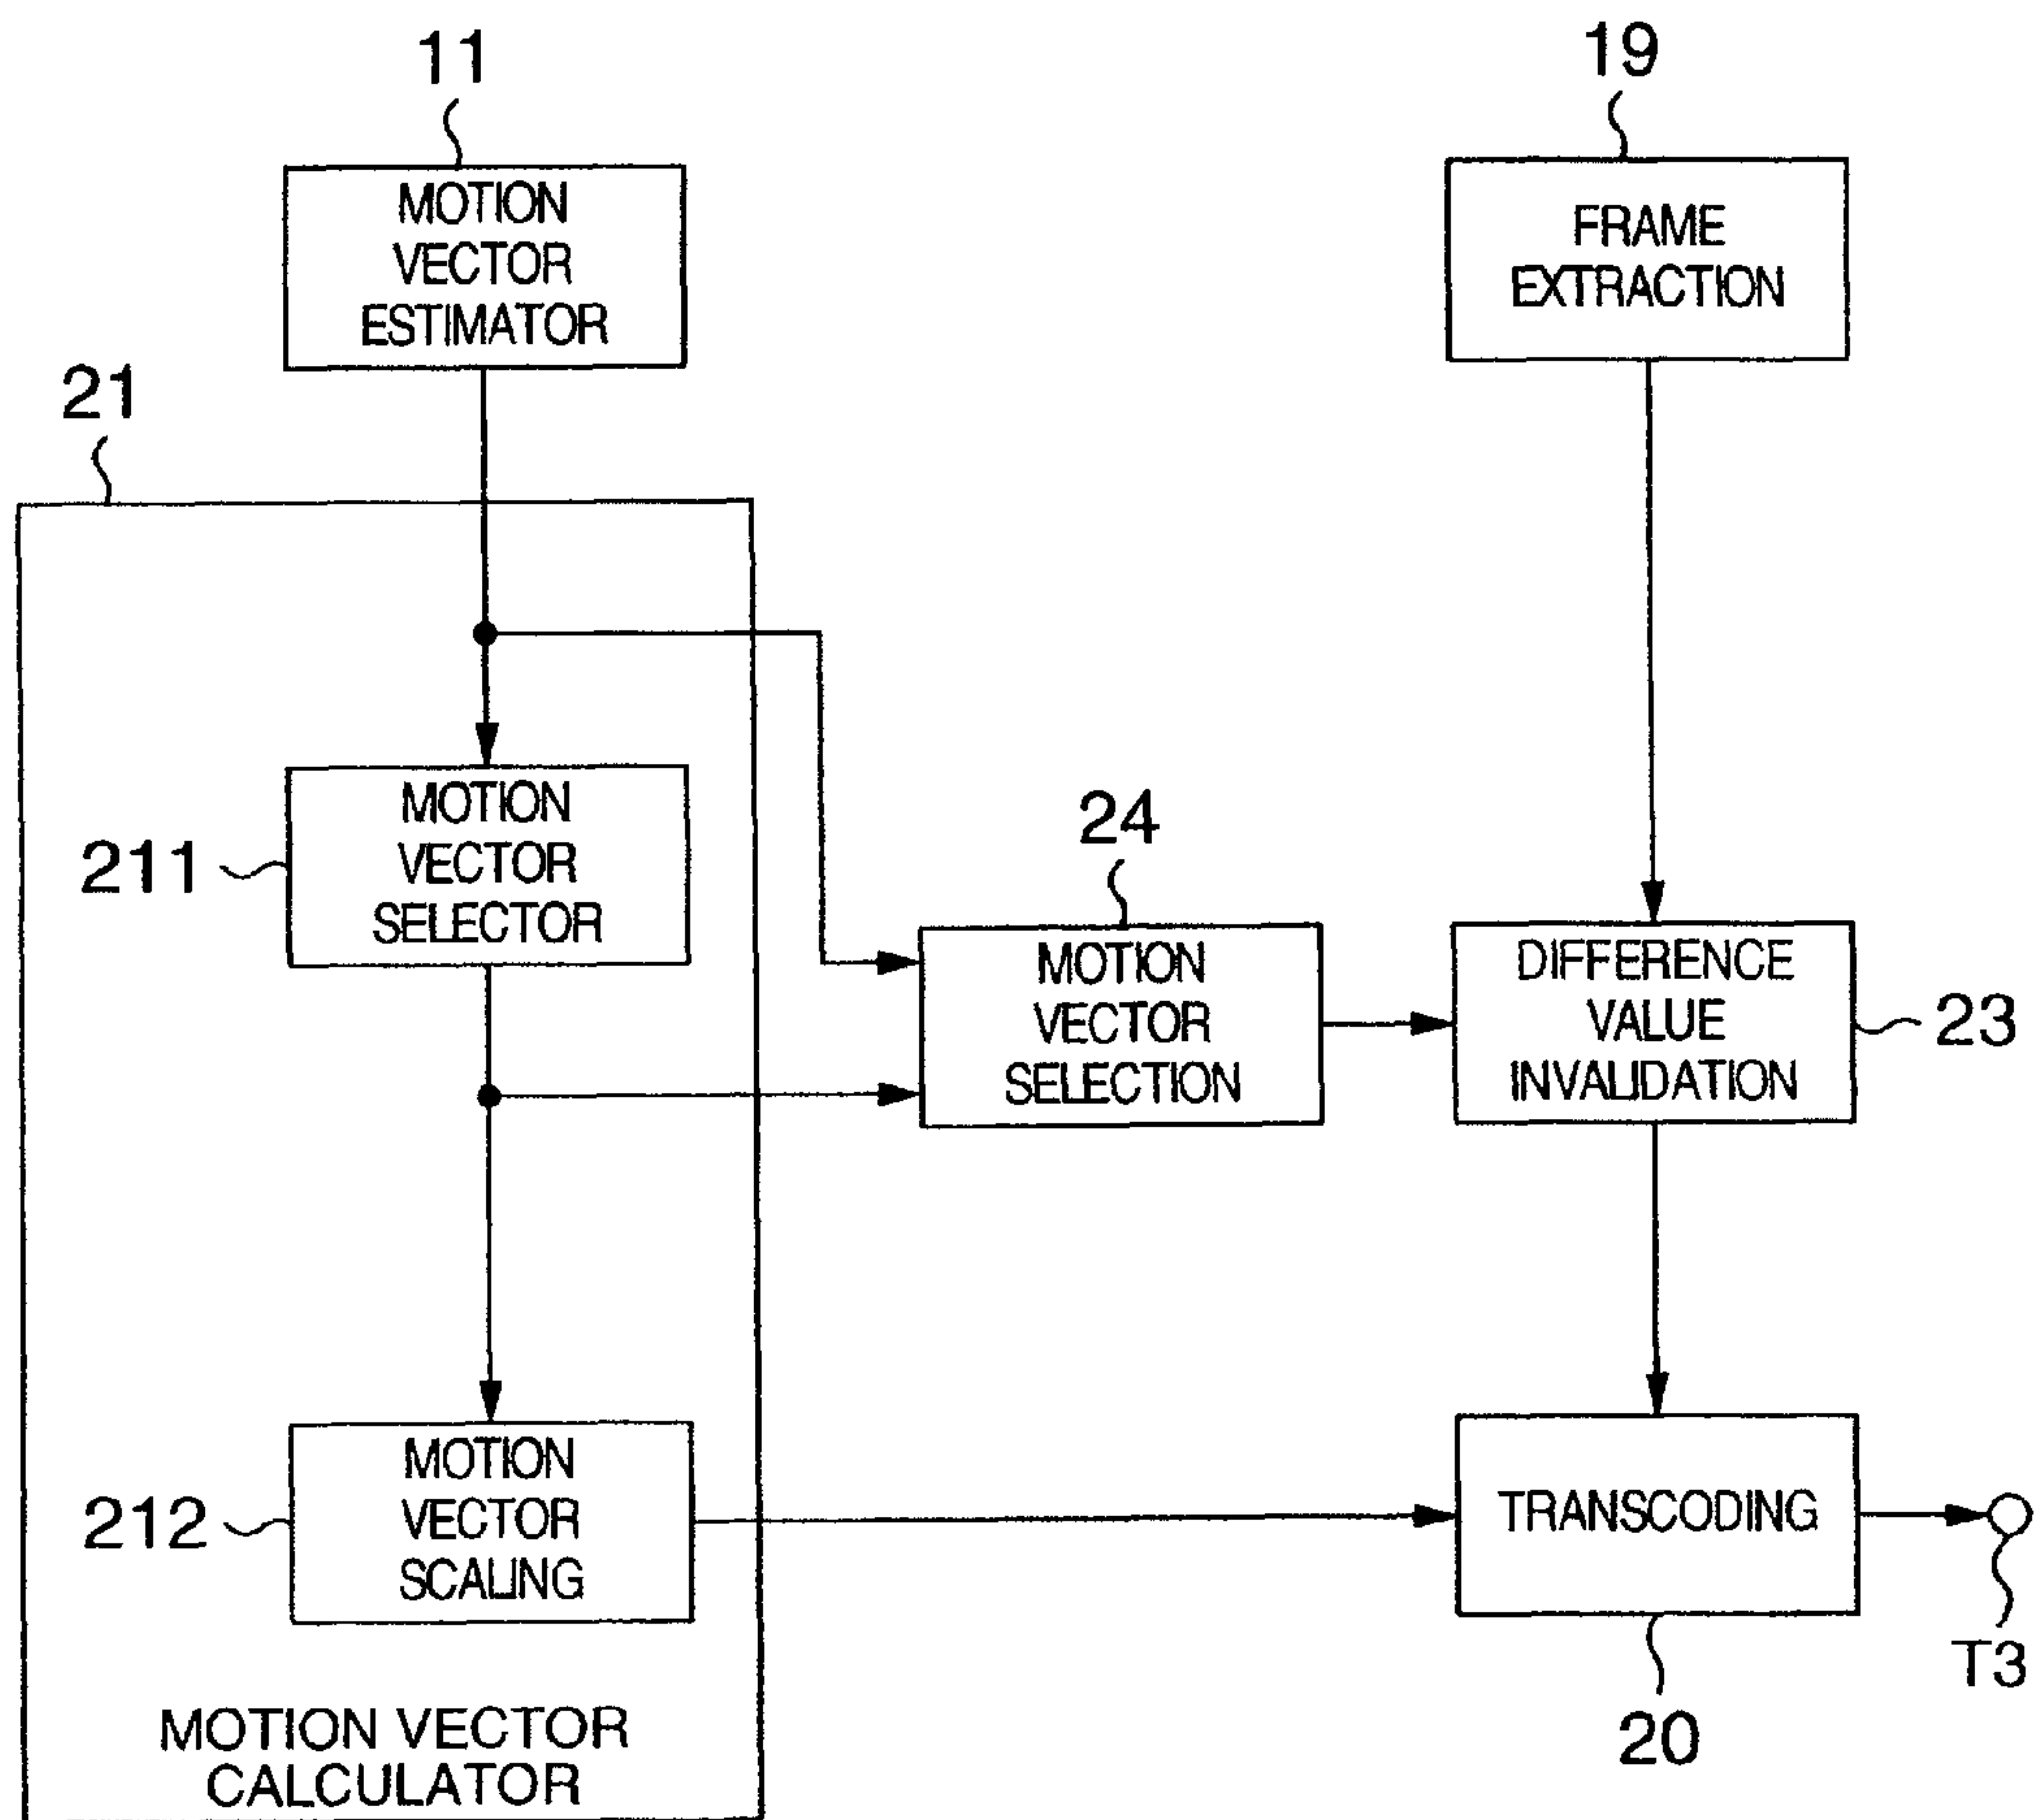 11
19
MOTION
VECTOR
ESTIMATOR
FRAME
EXTRACTION
21
MOTION
VECTOR
SELECTOR
211
24
MOTION
VECTOR
SELECTION
DIFFERENCE
VALUE
INVALIDATION
23
MOTION
VECTOR
SCALING
212
TRANSCODING
T3
20
MOTION VECTOR
CALCULATOR